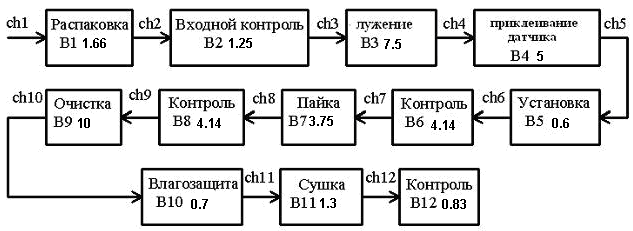 ch1
Распаковка
B1 1.66
ch2
Входной контроль
B2 1.25
ch3
лужение
B3 7.5
ch4
приклеивание
датчика
B4 5
ch5
ch10
Очистка
B9 10
ch9
Контроль
B8 4.14
ch8
Пайка
B7 3.75
ch7
Контроль
B6 4.14
ch6
Установка
B5 0.6
Влагозащита
B10 0.7
ch11
Сушка
B11 1.3
ch12
Контроль
B12 0.83